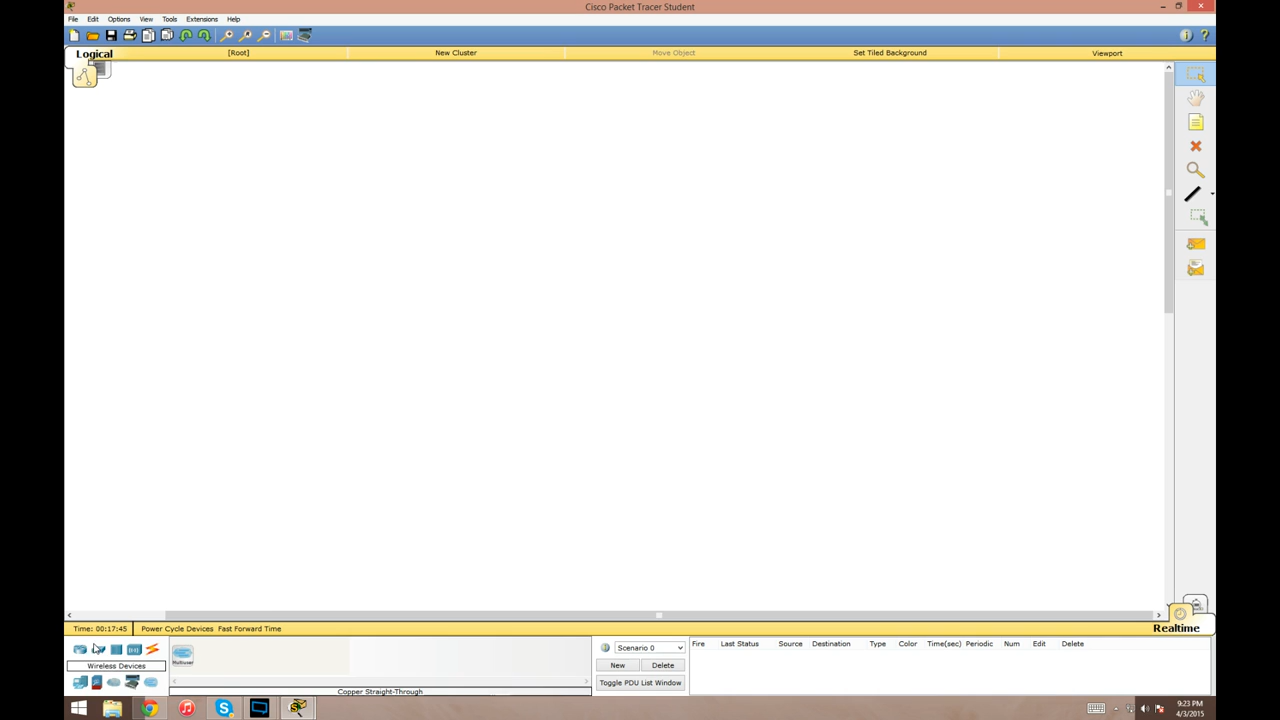 Cisco Packet Tracer Student
File Edit Options View Tools Extensions Help
Logical [Root] New Cluster Move Object Set Tiled Background Viewport
Time: 00:17:45 Power Cycle Devices Fast Forward Time
Realtime
Wireless Devices
Multiuser
Copper Straight-Through
Scenario 0
New Delete
Toggle PDU List Window
Fire Last Status Source Destination Type Color Time(sec) Periodic Num Edit Delete
9:23 PM
4/3/2015